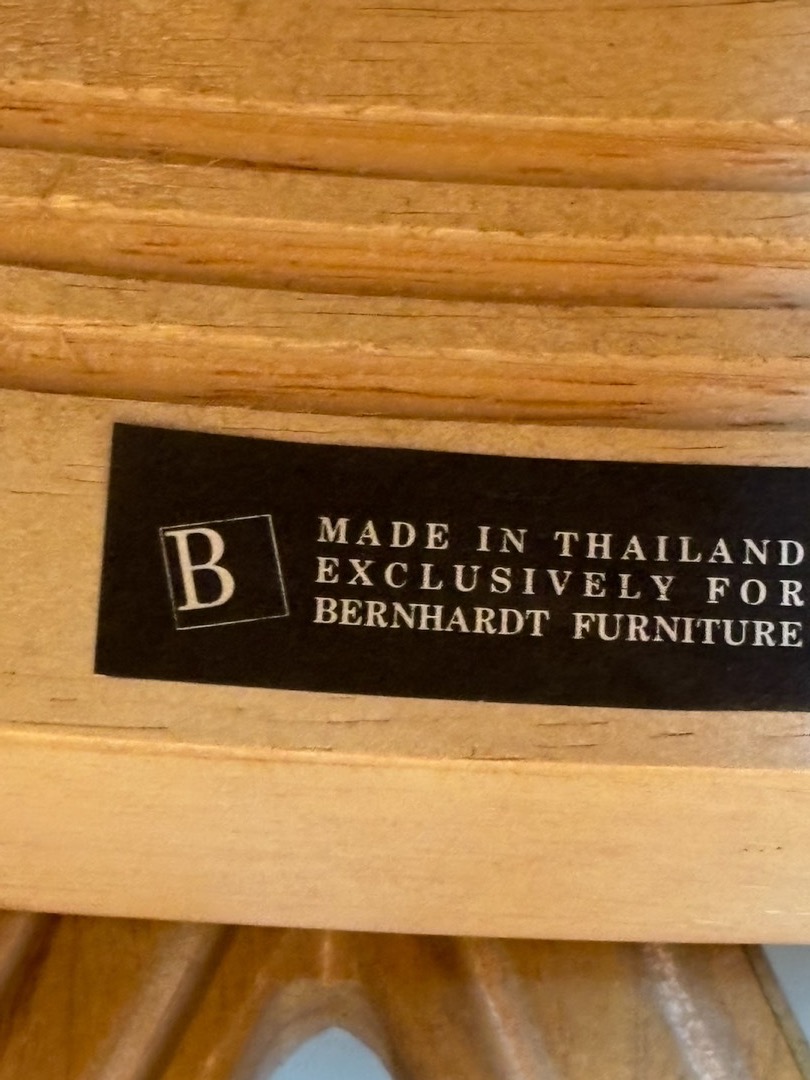 B
MADE IN THAILAND
EXCLUSIVELY FOR
BERNHARDT FURNITURE